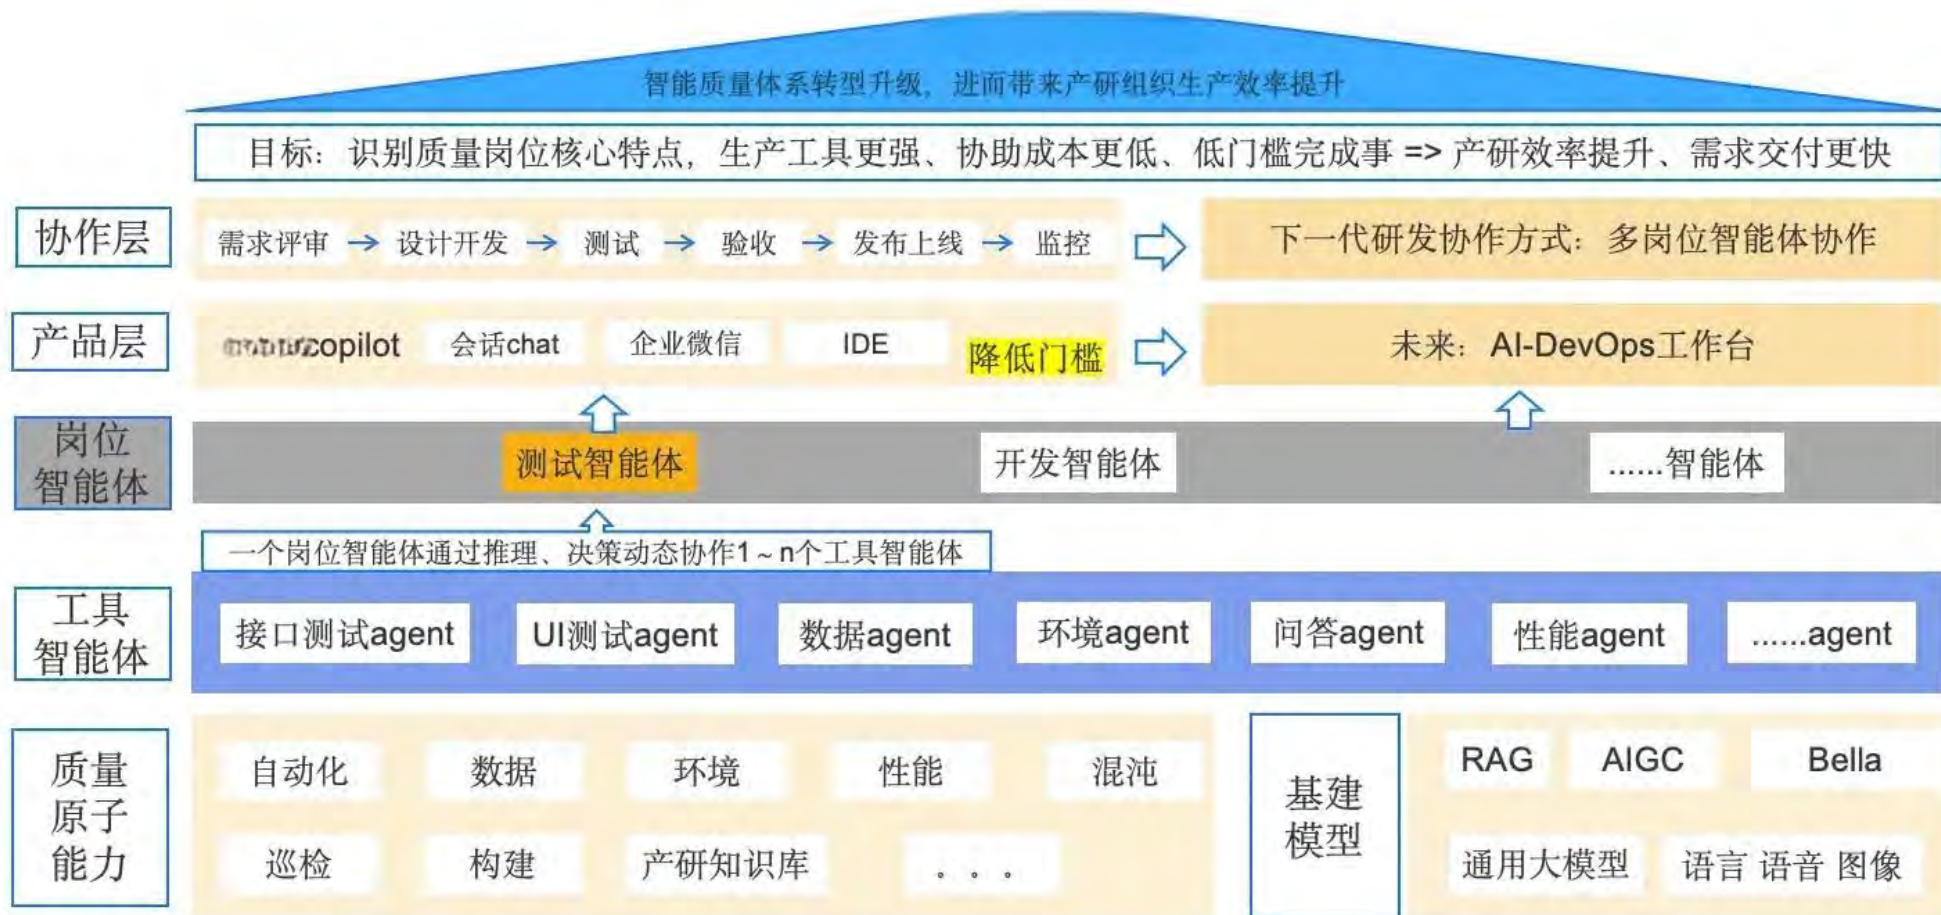 智能质量体系转型升级，进而带来产研组织生产效率提升
目标：识别质量岗位核心特点，生产工具更强、协助成本更低、低门槛完成事 => 产研效率提升、需求交付更快
协作层
需求评审 → 设计开发 → 测试 → 验收 → 发布上线 → 监控
下一代研发协作方式：多岗位智能体协作
产品层
copilot 会话chat 企业微信 IDE 降低门槛
未来：AI-DevOps工作台
岗位
智能体
测试智能体 开发智能体 ......智能体
一个岗位智能体通过推理、决策动态协作1~n个工具智能体
工具
智能体
接口测试agent UI测试agent 数据agent 环境agent 问答agent 性能agent ......agent
质量
原子
能力
自动化 数据 环境 性能 混沌
巡检 构建 产研知识库 。。。
基建
模型
RAG AIGC Bella
通用大模型 语言 语音 图像